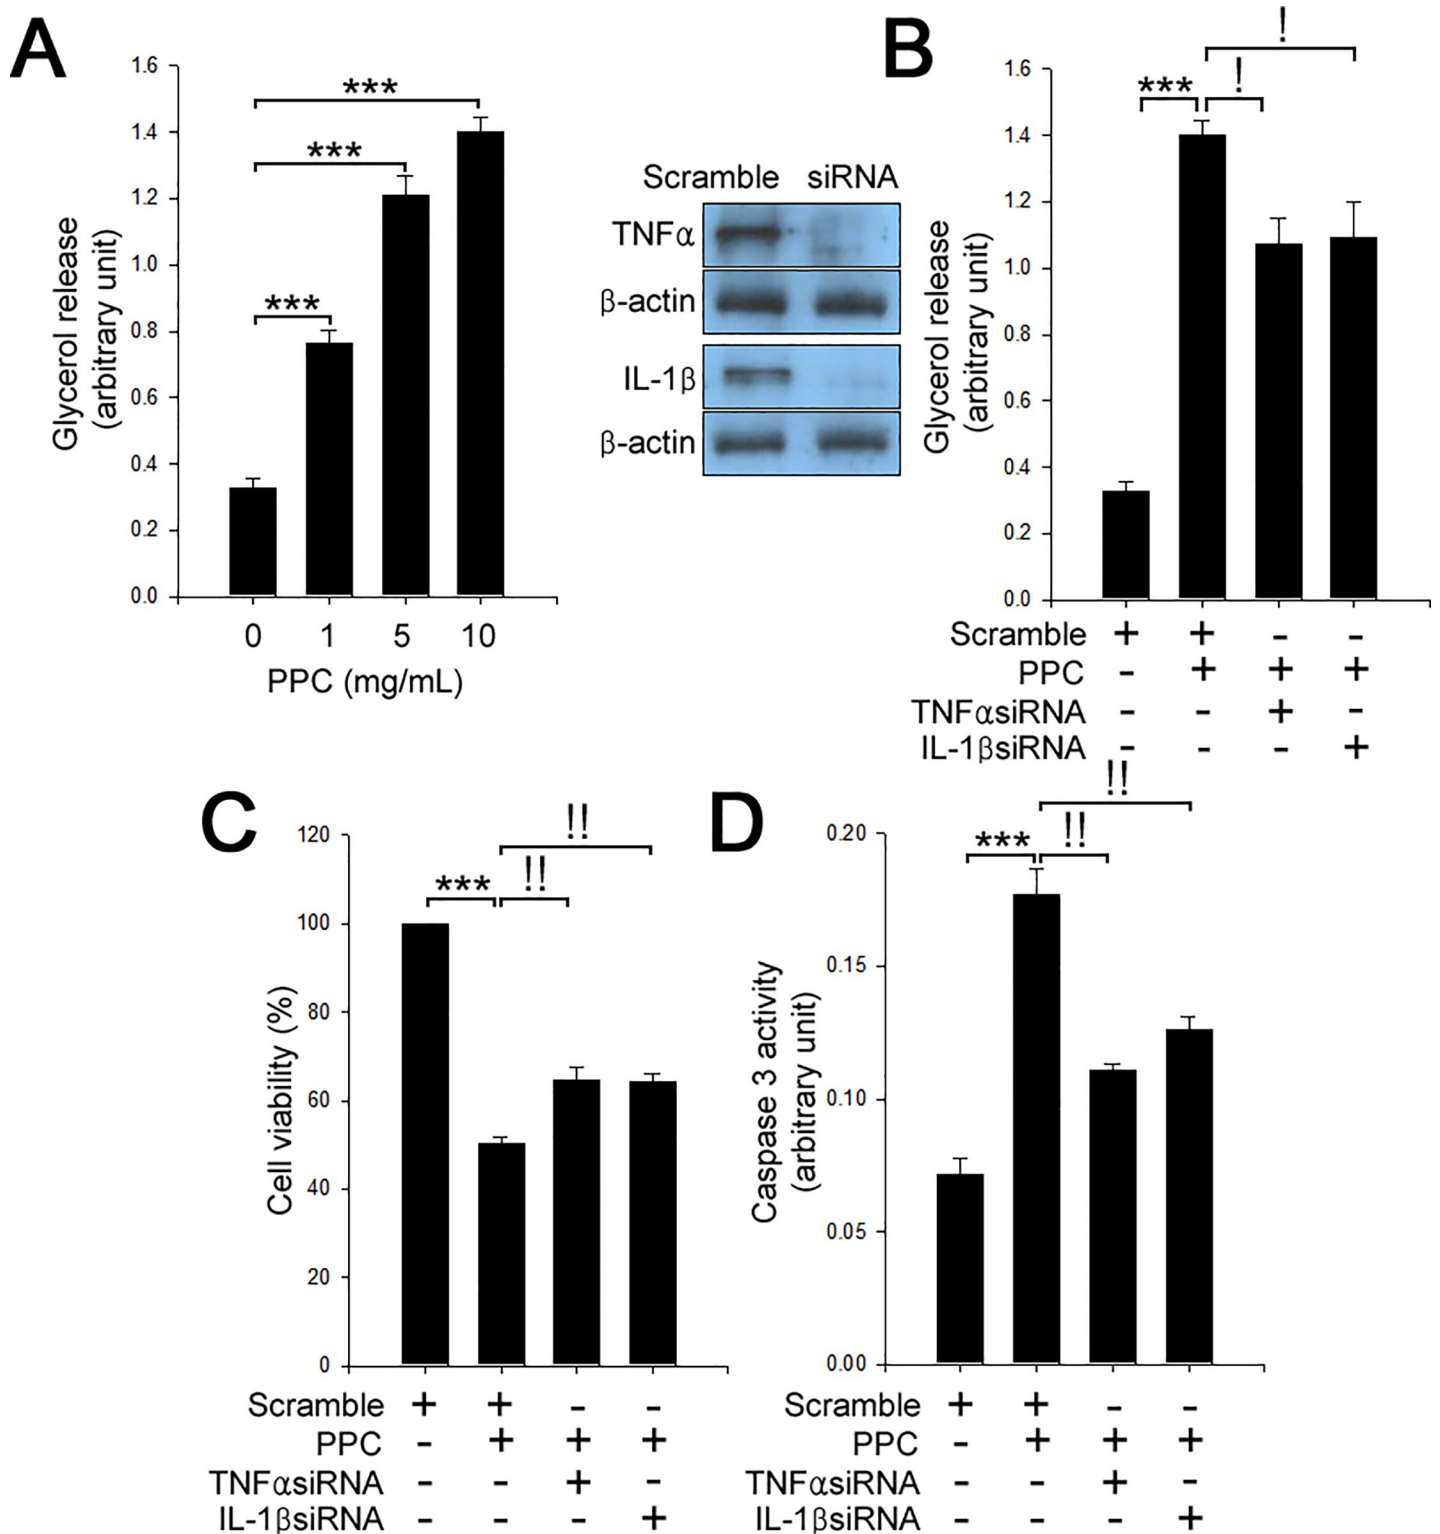 A
1.6
1.4
1.2
1.0
0.8
0.6
0.4
0.2
0.0
Glycerol release
(arbitrary unit)
***
***
***
0 1 5 10
PPC (mg/mL)
Scramble siRNA
TNFα
β-actin
IL-1β
β-actin
B
1.6
1.4
1.2
1.0
0.8
0.6
0.4
0.2
0.0
Glycerol release
(arbitrary unit)
!
*** !
Scramble + + - -
PPC - + + +
TNFαsiRNA - - + -
IL-1βsiRNA - - - +
C
120
100
80
60
40
20
0
Cell viability (%)
!!
*** !!
Scramble + + - -
PPC - + + +
TNFαsiRNA - - + -
IL-1βsiRNA - - - +
D
0.20
0.15
0.10
0.05
0.00
Caspase 3 activity
(arbitrary unit)
!!
*** !!
Scramble + + - -
PPC - + + +
TNFαsiRNA - - + -
IL-1βsiRNA - - - +